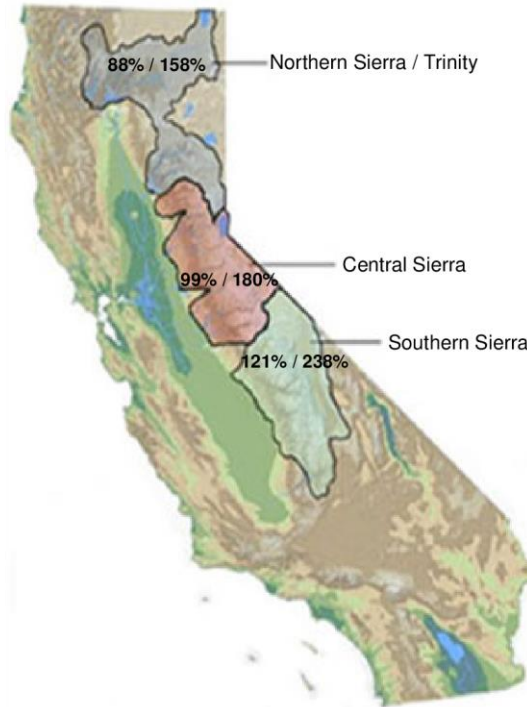 88% / 158%
Northern Sierra / Trinity
99% / 180%
Central Sierra
121% / 238%
Southern Sierra